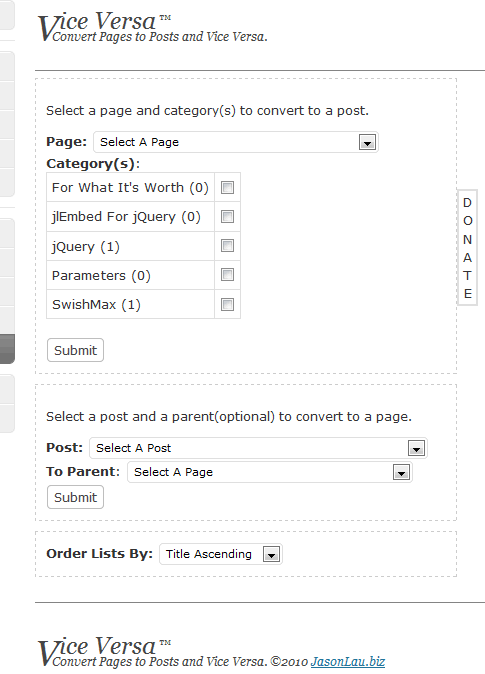 Vice Versa™
Convert Pages to Posts and Vice Versa.
Select a page and category(s) to convert to a post.
Page: Select A Page
Category(s):
For What It's Worth (0)
jlEmbed For jQuery (0)
jQuery (1)
Parameters (0)
SwishMax (1)
Submit
DONATE
Select a post and a parent(optional) to convert to a page.
Post: Select A Post
To Parent: Select A Page
Submit
Order Lists By: Title Ascending
Vice Versa™
Convert Pages to Posts and Vice Versa. ©2010 JasonLau.biz